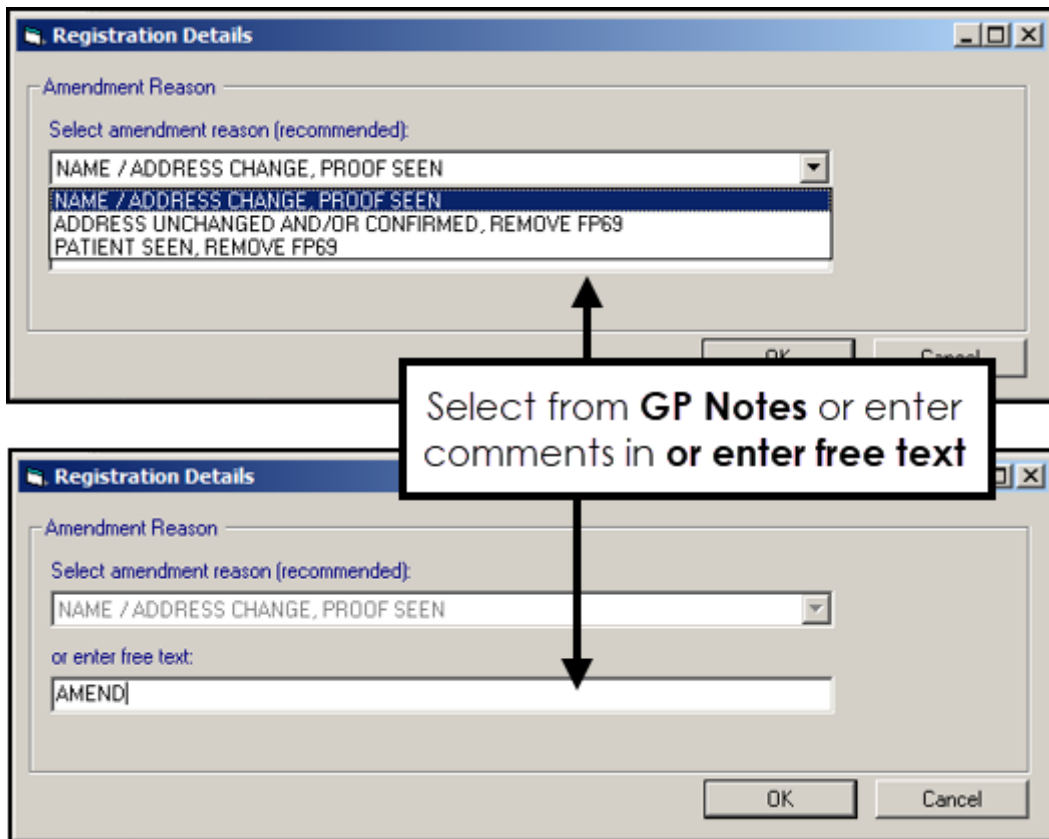 Registration Details
Amendment Reason
Select amendment reason (recommended):
NAME / ADDRESS CHANGE, PROOF SEEN
NAME / ADDRESS CHANGE, PROOF SEEN
ADDRESS UNCHANGED AND/OR CONFIRMED, REMOVE FP69
PATIENT SEEN, REMOVE FP69
OK Cancel
Select from GP Notes or enter
comments in or enter free text
Registration Details
Amendment Reason
Select amendment reason (recommended):
NAME / ADDRESS CHANGE, PROOF SEEN
or enter free text:
AMEND
OK Cancel